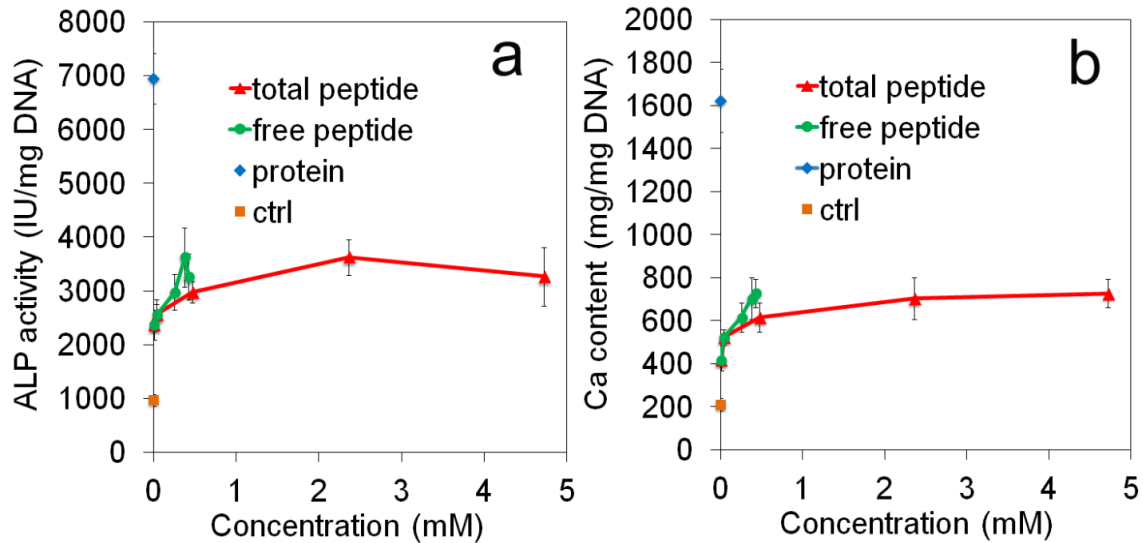 a
ALP activity (IU/mg DNA)
8000
7000
6000
5000
4000
3000
2000
1000
0
total peptide
free peptide
protein
ctrl
0 1 2 3 4 5
Concentration (mM)
b
Ca content (mg/mg DNA)
2000
1800
1600
1400
1200
1000
800
600
400
200
0
total peptide
free peptide
protein
ctrl
0 1 2 3 4 5
Concentration (mM)